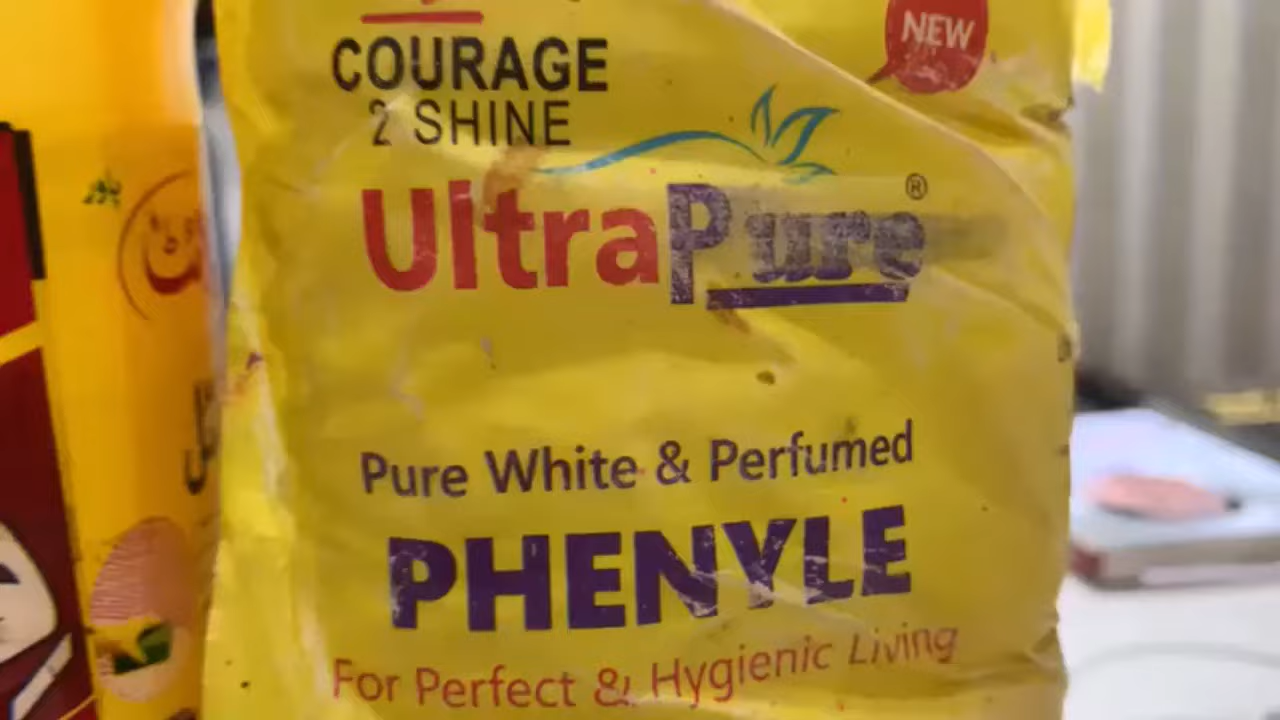 NEW
COURAGE
2 SHINE
UltraPure®
Pure White & Perfumed
PHENYLE
For Perfect & Hygienic Living